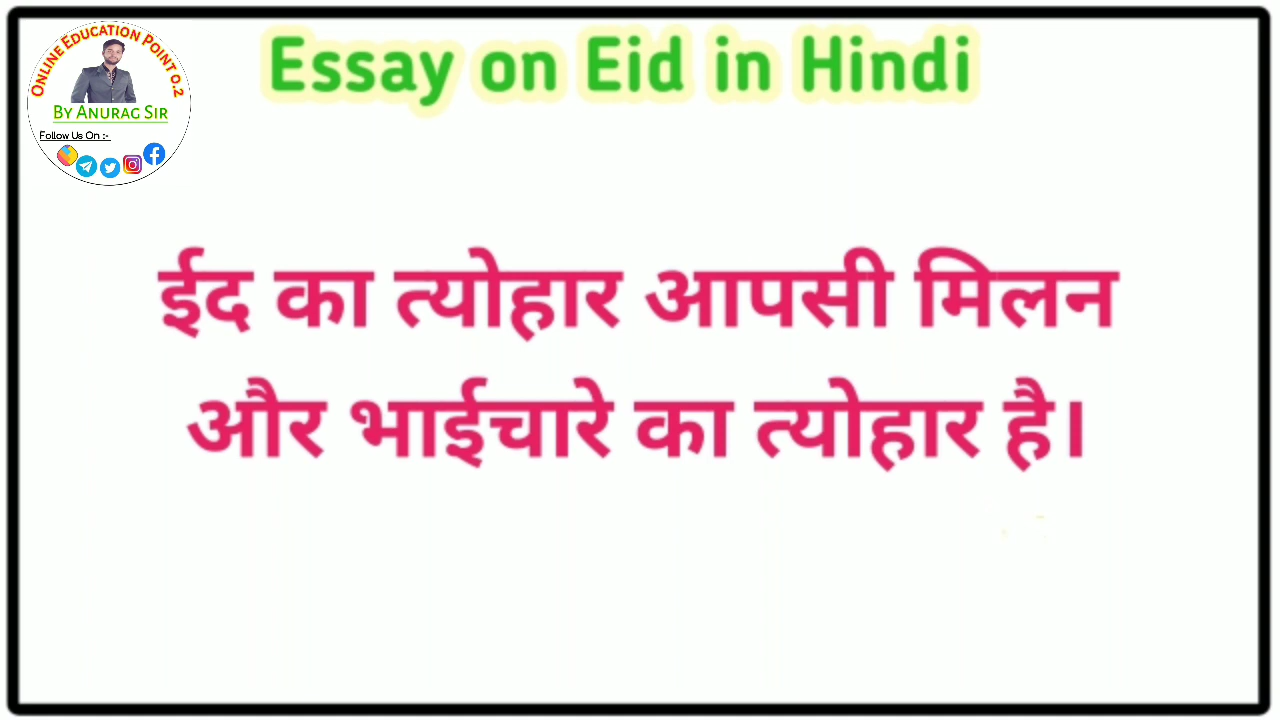 ONLINE EDUCATION POINT 0.2
BY ANURAG SIR
Follow Us On :-
Essay on Eid in Hindi
ईद का त्योहार आपसी मिलन
और भाईचारे का त्योहार है।